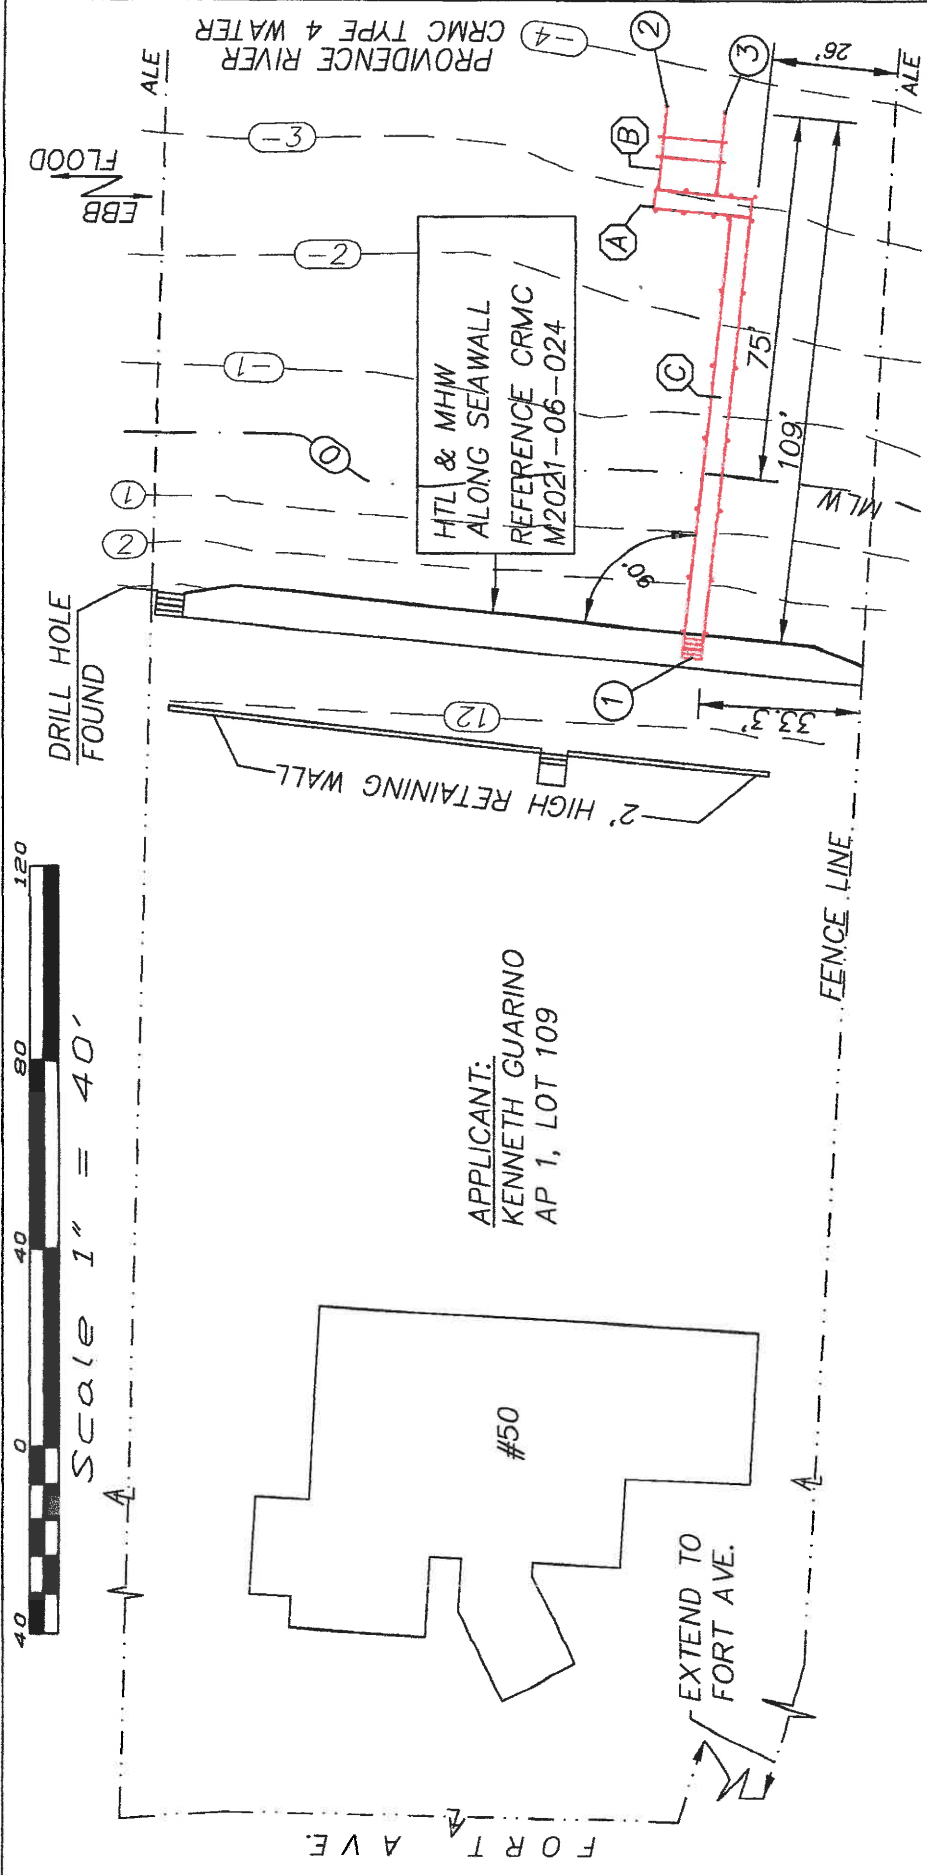 PROVIDENCE RIVER
CRMC TYPE 4 WATER
-4
2
3
26'
ALE
ALE
-3
FLOOD
EBB
B
A
-2
-1
0
1
2
HTL & MHW
ALONG SEAWALL
REFERENCE CRMC
M2021-06-024
C
75'
109'
MLW
90°
DRILL HOLE
FOUND
1
33.3'
12
2' HIGH RETAINING WALL
FENCE LINE
40 0 40 80 120
Scale 1" = 40'
APPLICANT:
KENNETH GUARINO
AP 1, LOT 109
#50
EXTEND TO
FORT AVE.
FORT AVE.